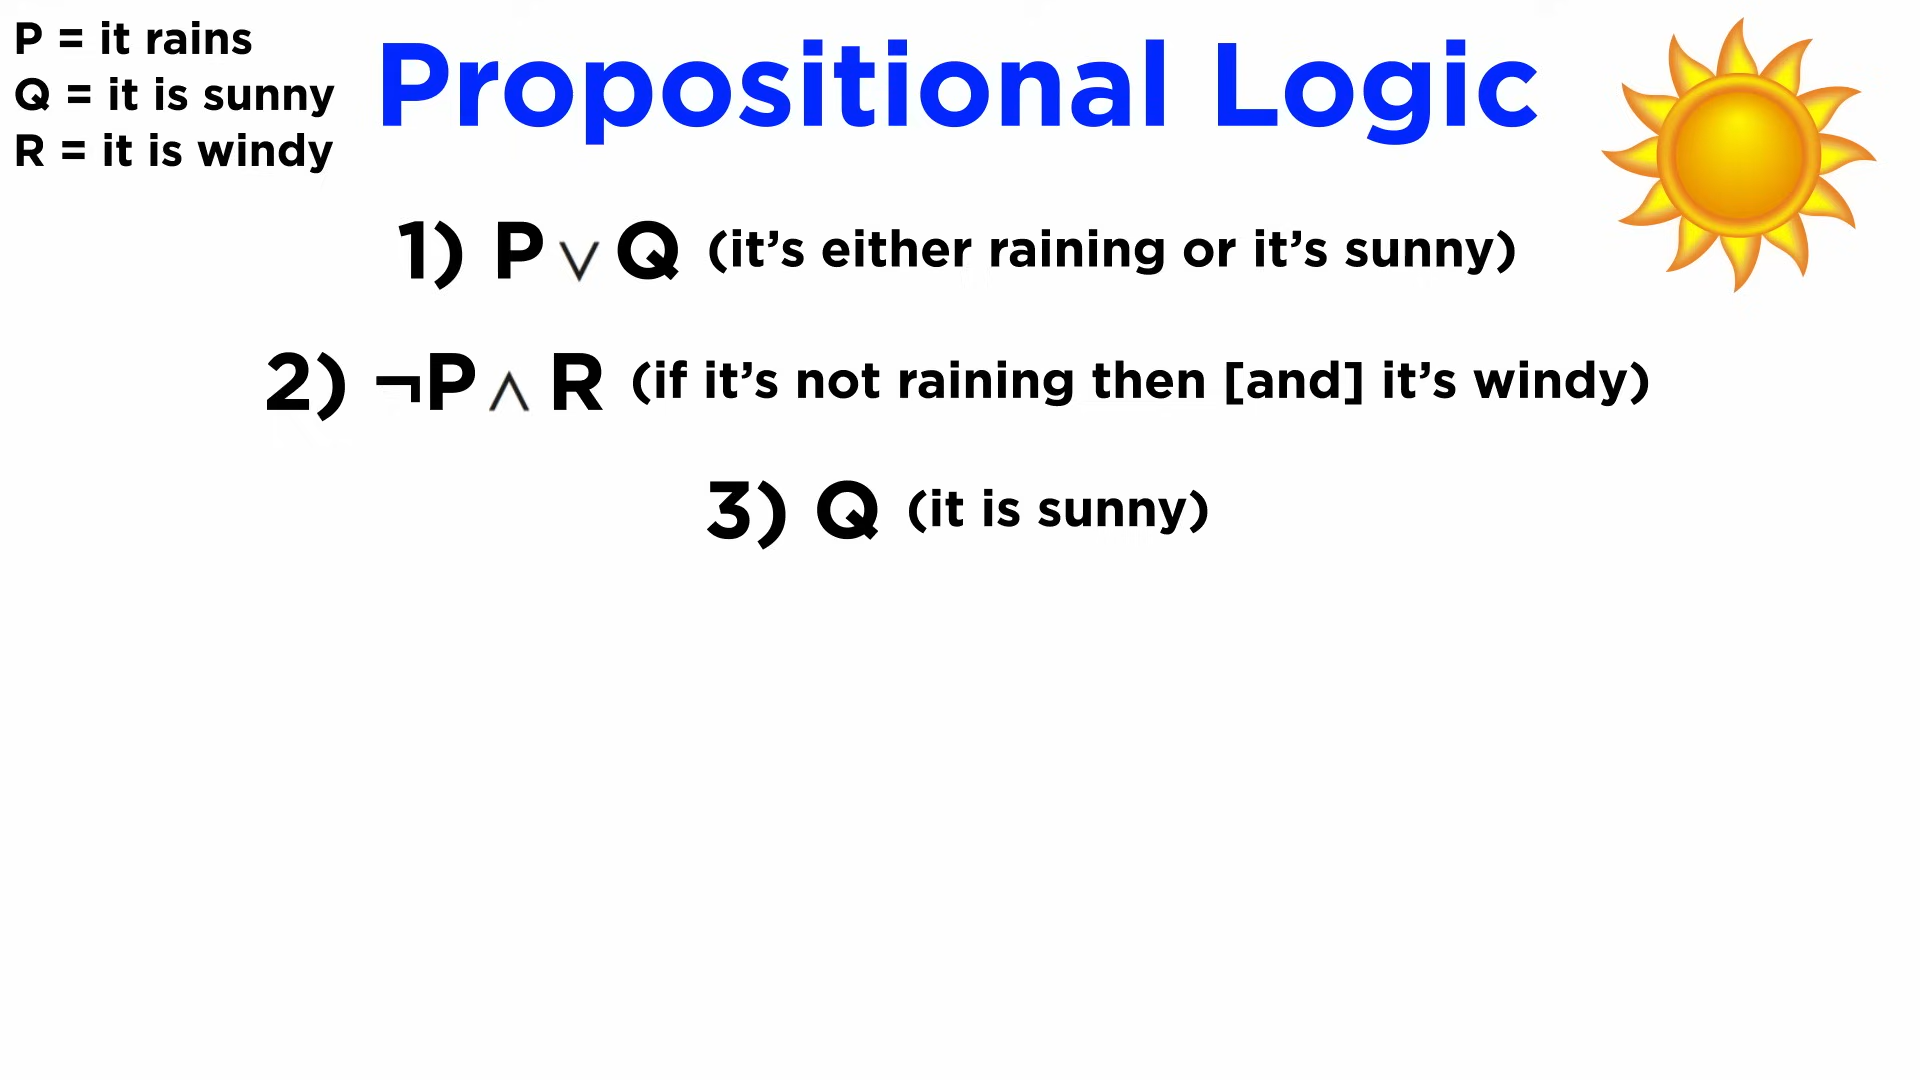 P = it rains
Q = it is sunny
R = it is windy
Propositional Logic
1) P ∨ Q (it’s either raining or it’s sunny)
2) ¬P ∧ R (if it’s not raining then [and] it’s windy)
3) Q (it is sunny)